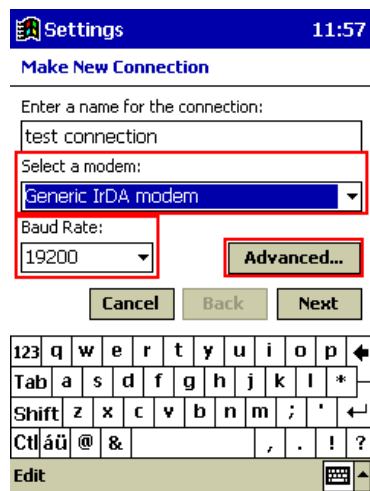 Settings 11:57
Make New Connection
Enter a name for the connection:
test connection
Select a modem:
Generic IrDA modem
Baud Rate:
19200
Advanced...
Cancel Back Next
123 q w e r t y u i o p
Tab a s d f g h j k l *
Shift z x c v b n m ; '
Ctl áü @ & , . ! ?
Edit